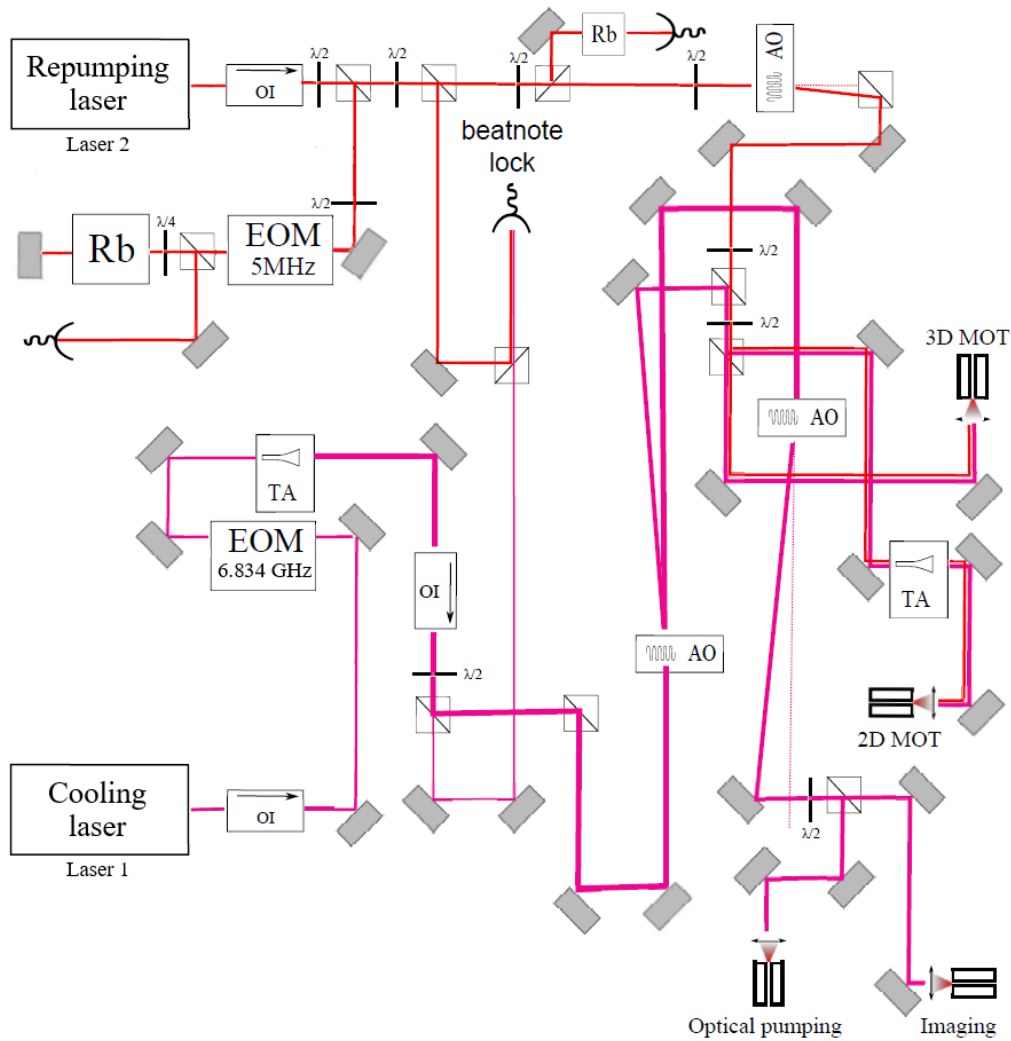 Repumping
laser
Laser 2
OI
λ/2
λ/2
λ/2
Rb
λ/2
AO
beatnote
lock
λ/2
Rb
λ/4
EOM
5MHz
λ/2
λ/2
3D MOT
AO
TA
EOM
6.834 GHz
OI
TA
AO
λ/2
2D MOT
Cooling
laser
Laser 1
OI
λ/2
Optical pumping
Imaging